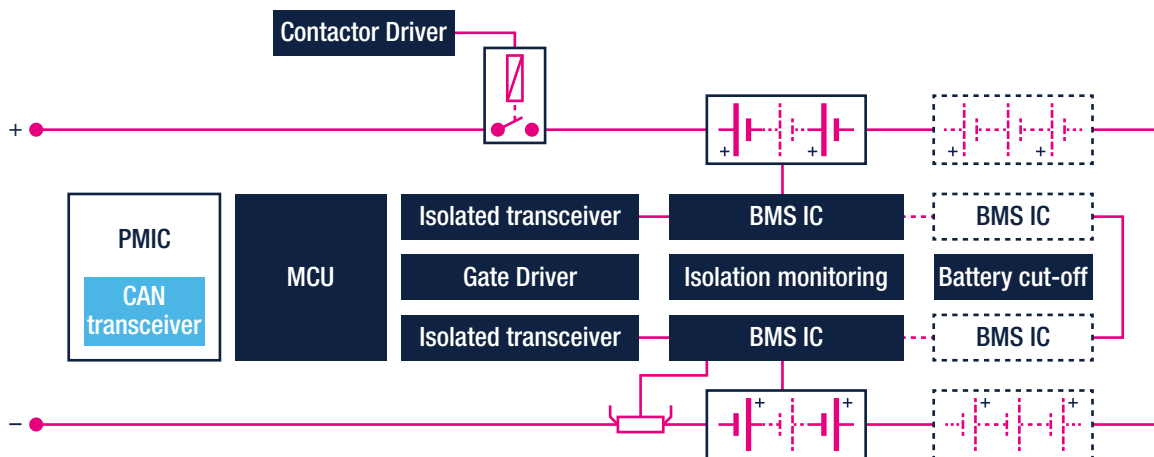 Contactor Driver
+
+ +
+ +
Isolated transceiver
BMS IC
BMS IC
PMIC
CAN
transceiver
MCU
Gate Driver
Isolation monitoring
Battery cut-off
Isolated transceiver
BMS IC
BMS IC
+ +
+ +
−